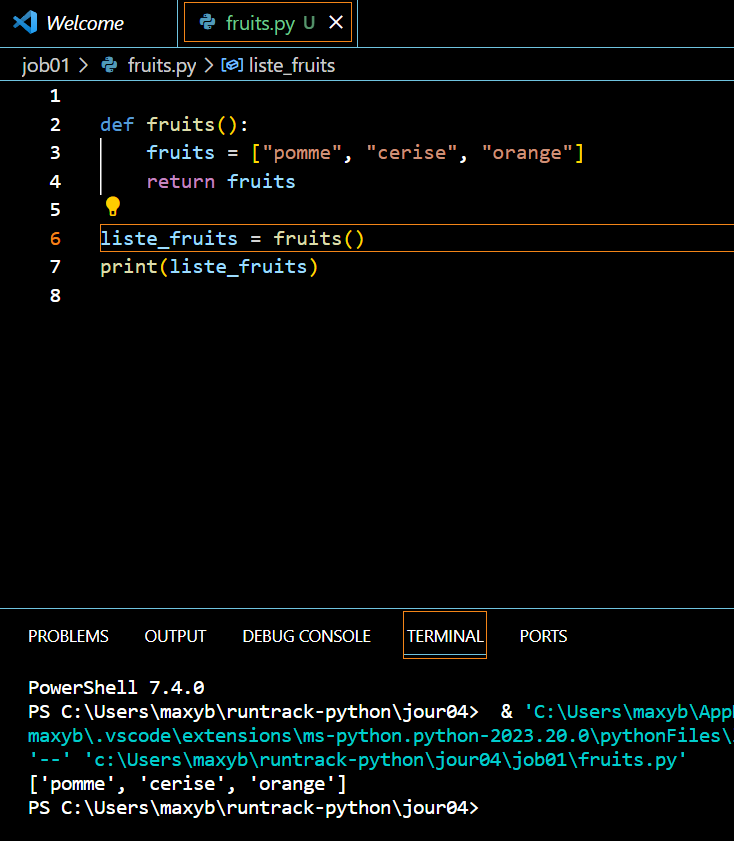 Welcome fruits.py U
job01 > fruits.py > liste_fruits
1
2 def fruits():
3     fruits = ["pomme", "cerise", "orange"]
4     return fruits
5
6 liste_fruits = fruits()
7 print(liste_fruits)
8
PROBLEMS OUTPUT DEBUG CONSOLE TERMINAL PORTS
PowerShell 7.4.0
PS C:\Users\maxyb\runtrack-python\jour04>  & 'C:\Users\maxyb\App
maxyb\.vscode\extensions\ms-python.python-2023.20.0\pythonFiles\.
'--' 'c:\Users\maxyb\runtrack-python\jour04\job01\fruits.py'
['pomme', 'cerise', 'orange']
PS C:\Users\maxyb\runtrack-python\jour04>